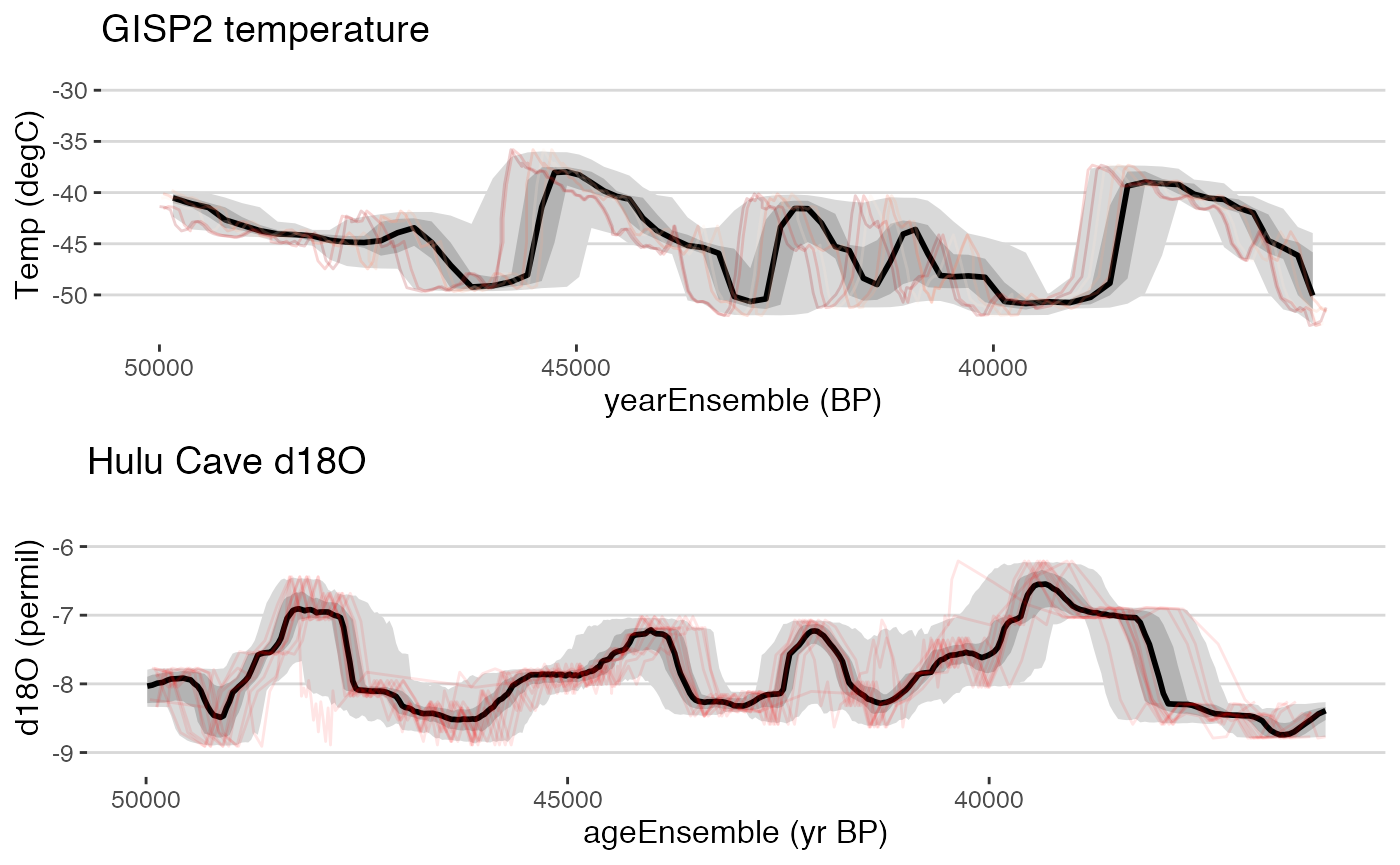 GISP2 temperature
Temp (degC)
-30
-35
-40
-45
-50
50000 45000 40000
yearEnsemble (BP)
Hulu Cave d18O
d18O (permil)
-6
-7
-8
-9
50000 45000 40000
ageEnsemble (yr BP)